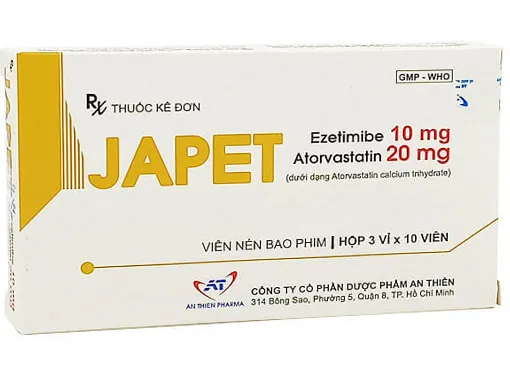 GMP - WHO
Rx THUỐC KÊ ĐƠN
JAPET
Ezetimibe 10 mg
Atorvastatin 20 mg
(dưới dạng Atorvastatin calcium trihydrate)
VIÊN NÉN BAO PHIM | HỘP 3 VỈ x 10 VIÊN
AT
AN THIEN PHARMA
CÔNG TY CỔ PHẦN DƯỢC PHẨM AN THIÊN
314 Bông Sao, Phường 5, Quận 8, TP. Hồ Chí Minh
JAPET